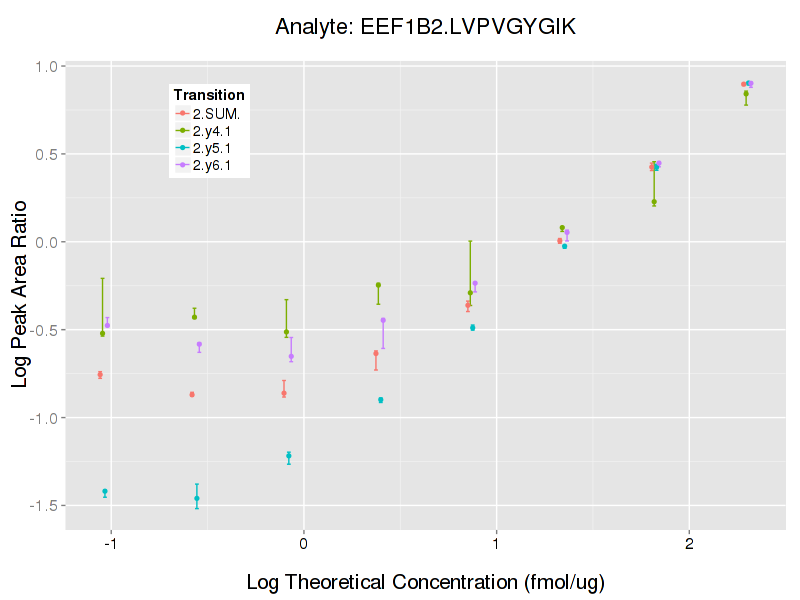 Analyte: EEF1B2.LVPVGYGIK
1.0
Transition
2.SUM.
2.y4.1
2.y5.1
2.y6.1
0.5
0.0
-0.5
-1.0
-1.5
Log Peak Area Ratio
-1 0 1 2
Log Theoretical Concentration (fmol/ug)